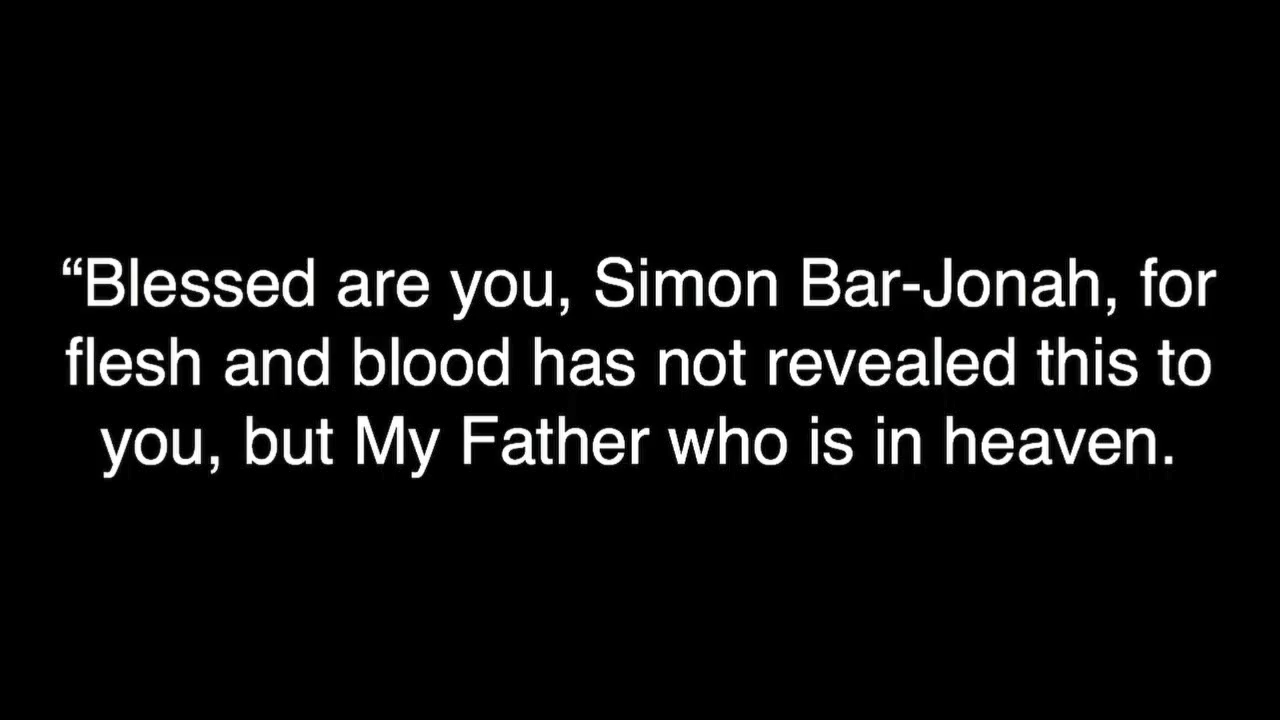 “Blessed are you, Simon Bar-Jonah, for
flesh and blood has not revealed this to
you, but My Father who is in heaven.